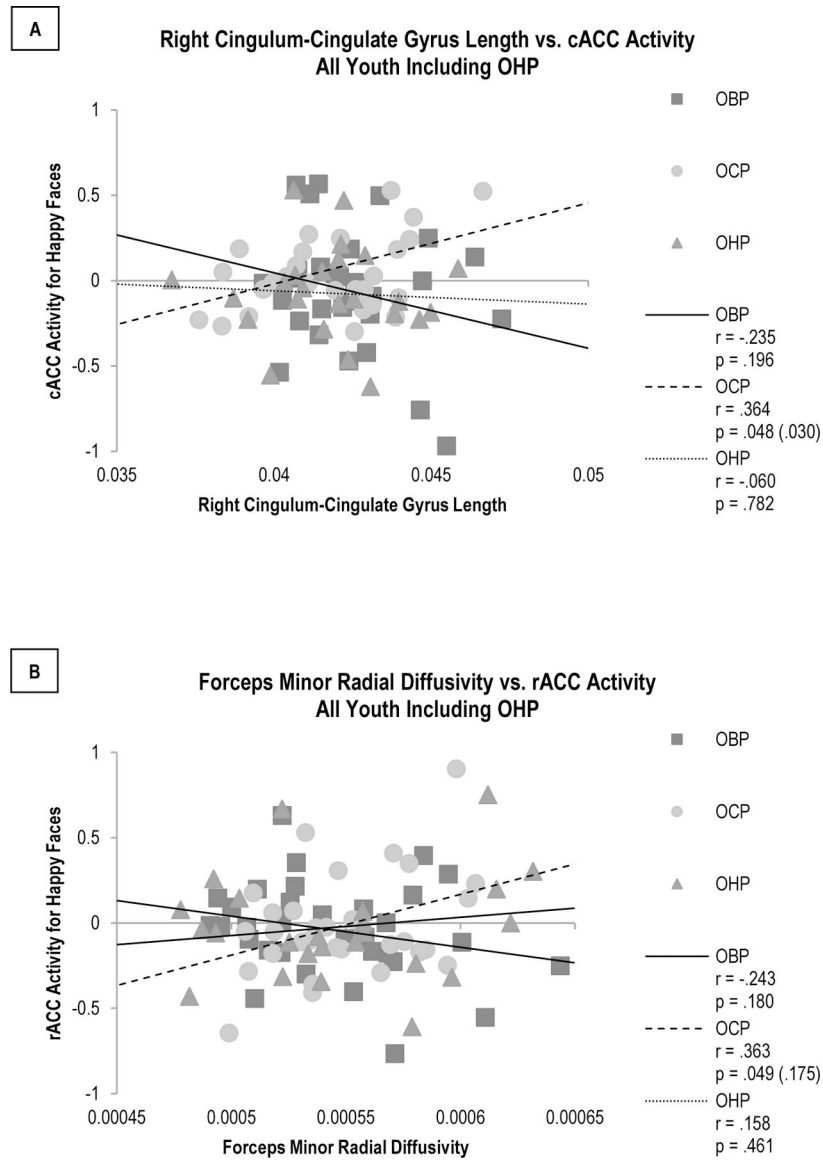 A
Right Cingulum-Cingulate Gyrus Length vs. cACC Activity
All Youth Including OHP
cACC Activity for Happy Faces
1
0.5
0
-0.5
-1
0.035
0.04
0.045
0.05
Right Cingulum-Cingulate Gyrus Length
OBP
OCP
OHP
OBP
r = -.235
p = .196
OCP
r = .364
p = .048 (.030)
OHP
r = -.060
p = .782
B
Forceps Minor Radial Diffusivity vs. rACC Activity
All Youth Including OHP
rACC Activity for Happy Faces
1
0.5
0
-0.5
-1
0.00045
0.0005
0.00055
0.0006
0.00065
Forceps Minor Radial Diffusivity
OBP
OCP
OHP
OBP
r = -.243
p = .180
OCP
r = .363
p = .049 (.175)
OHP
r = .158
p = .461